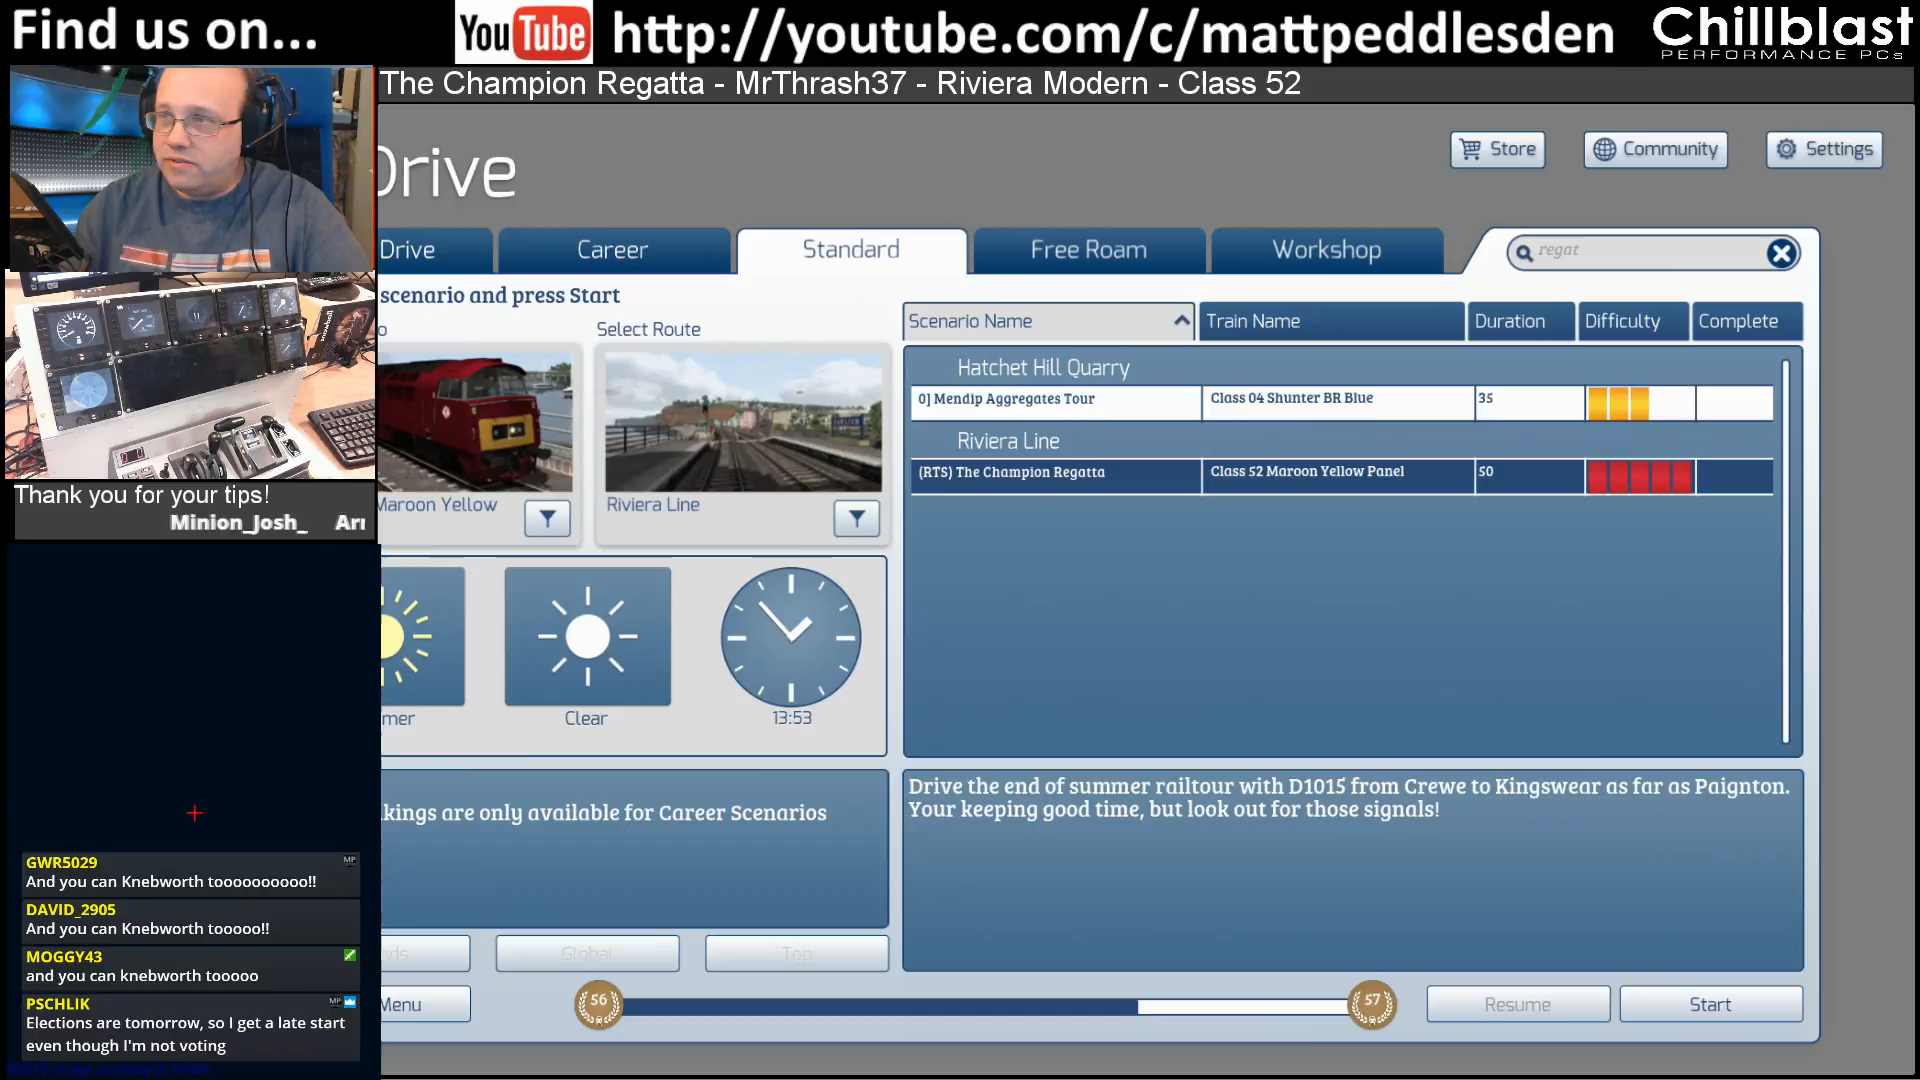 Find us on...
YouTube
http://youtube.com/c/mattpeddlesden
Chillblast
PERFORMANCE PCs
The Champion Regatta - MrThrash37 - Riviera Modern - Class 52
Drive
Store
Community
Settings
Drive
Career
Standard
Free Roam
Workshop
regat
scenario and press Start
Select Route
Maroon Yellow
Riviera Line
Scenario Name
Train Name
Duration
Difficulty
Complete
Hatchet Hill Quarry
0] Mendip Aggregates Tour
Class 04 Shunter BR Blue
35
Riviera Line
(RTS) The Champion Regatta
Class 52 Maroon Yellow Panel
50
Thank you for your tips!
Minion_Josh_ Arr
mer
Clear
13:53
kings are only available for Career Scenarios
Drive the end of summer railtour with D1015 from Crewe to Kingswear as far as Paignton.
Your keeping good time, but look out for those signals!
GWR5029
MP
And you can Knebworth toooooooooo!!
DAVID_2905
And you can Knebworth tooooo!!
MOGGY43
and you can knebworth tooooo
PSCHLIK
MP
Elections are tomorrow, so I get a late start
even though I'm not voting
nds
Global
Top
Menu
56
57
Resume
Start